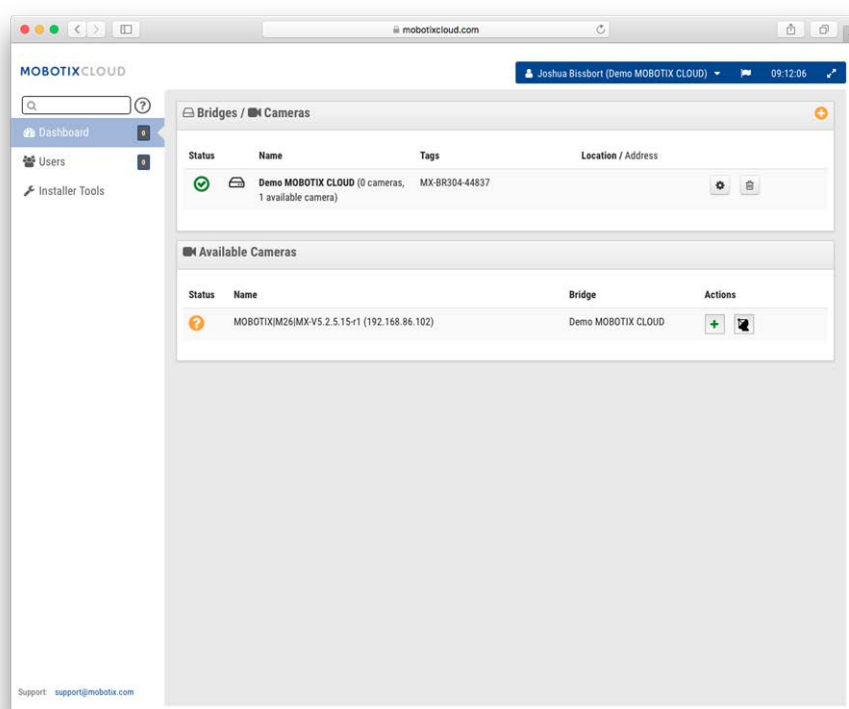 mobotixcloud.com
MOBOTIXCLOUD
Joshua Bissbort (Demo MOBOTIX CLOUD)
09:12:06
Dashboard 0
Users 0
Installer Tools
Bridges / Cameras
Status Name Tags Location / Address
Demo MOBOTIX CLOUD (0 cameras, MX-BR304-44837
1 available camera)
Available Cameras
Status Name Bridge Actions
MOBOTIX|M26|MX-V5.2.5.15-r1 (192.168.86.102) Demo MOBOTIX CLOUD
Support: support@mobotix.com